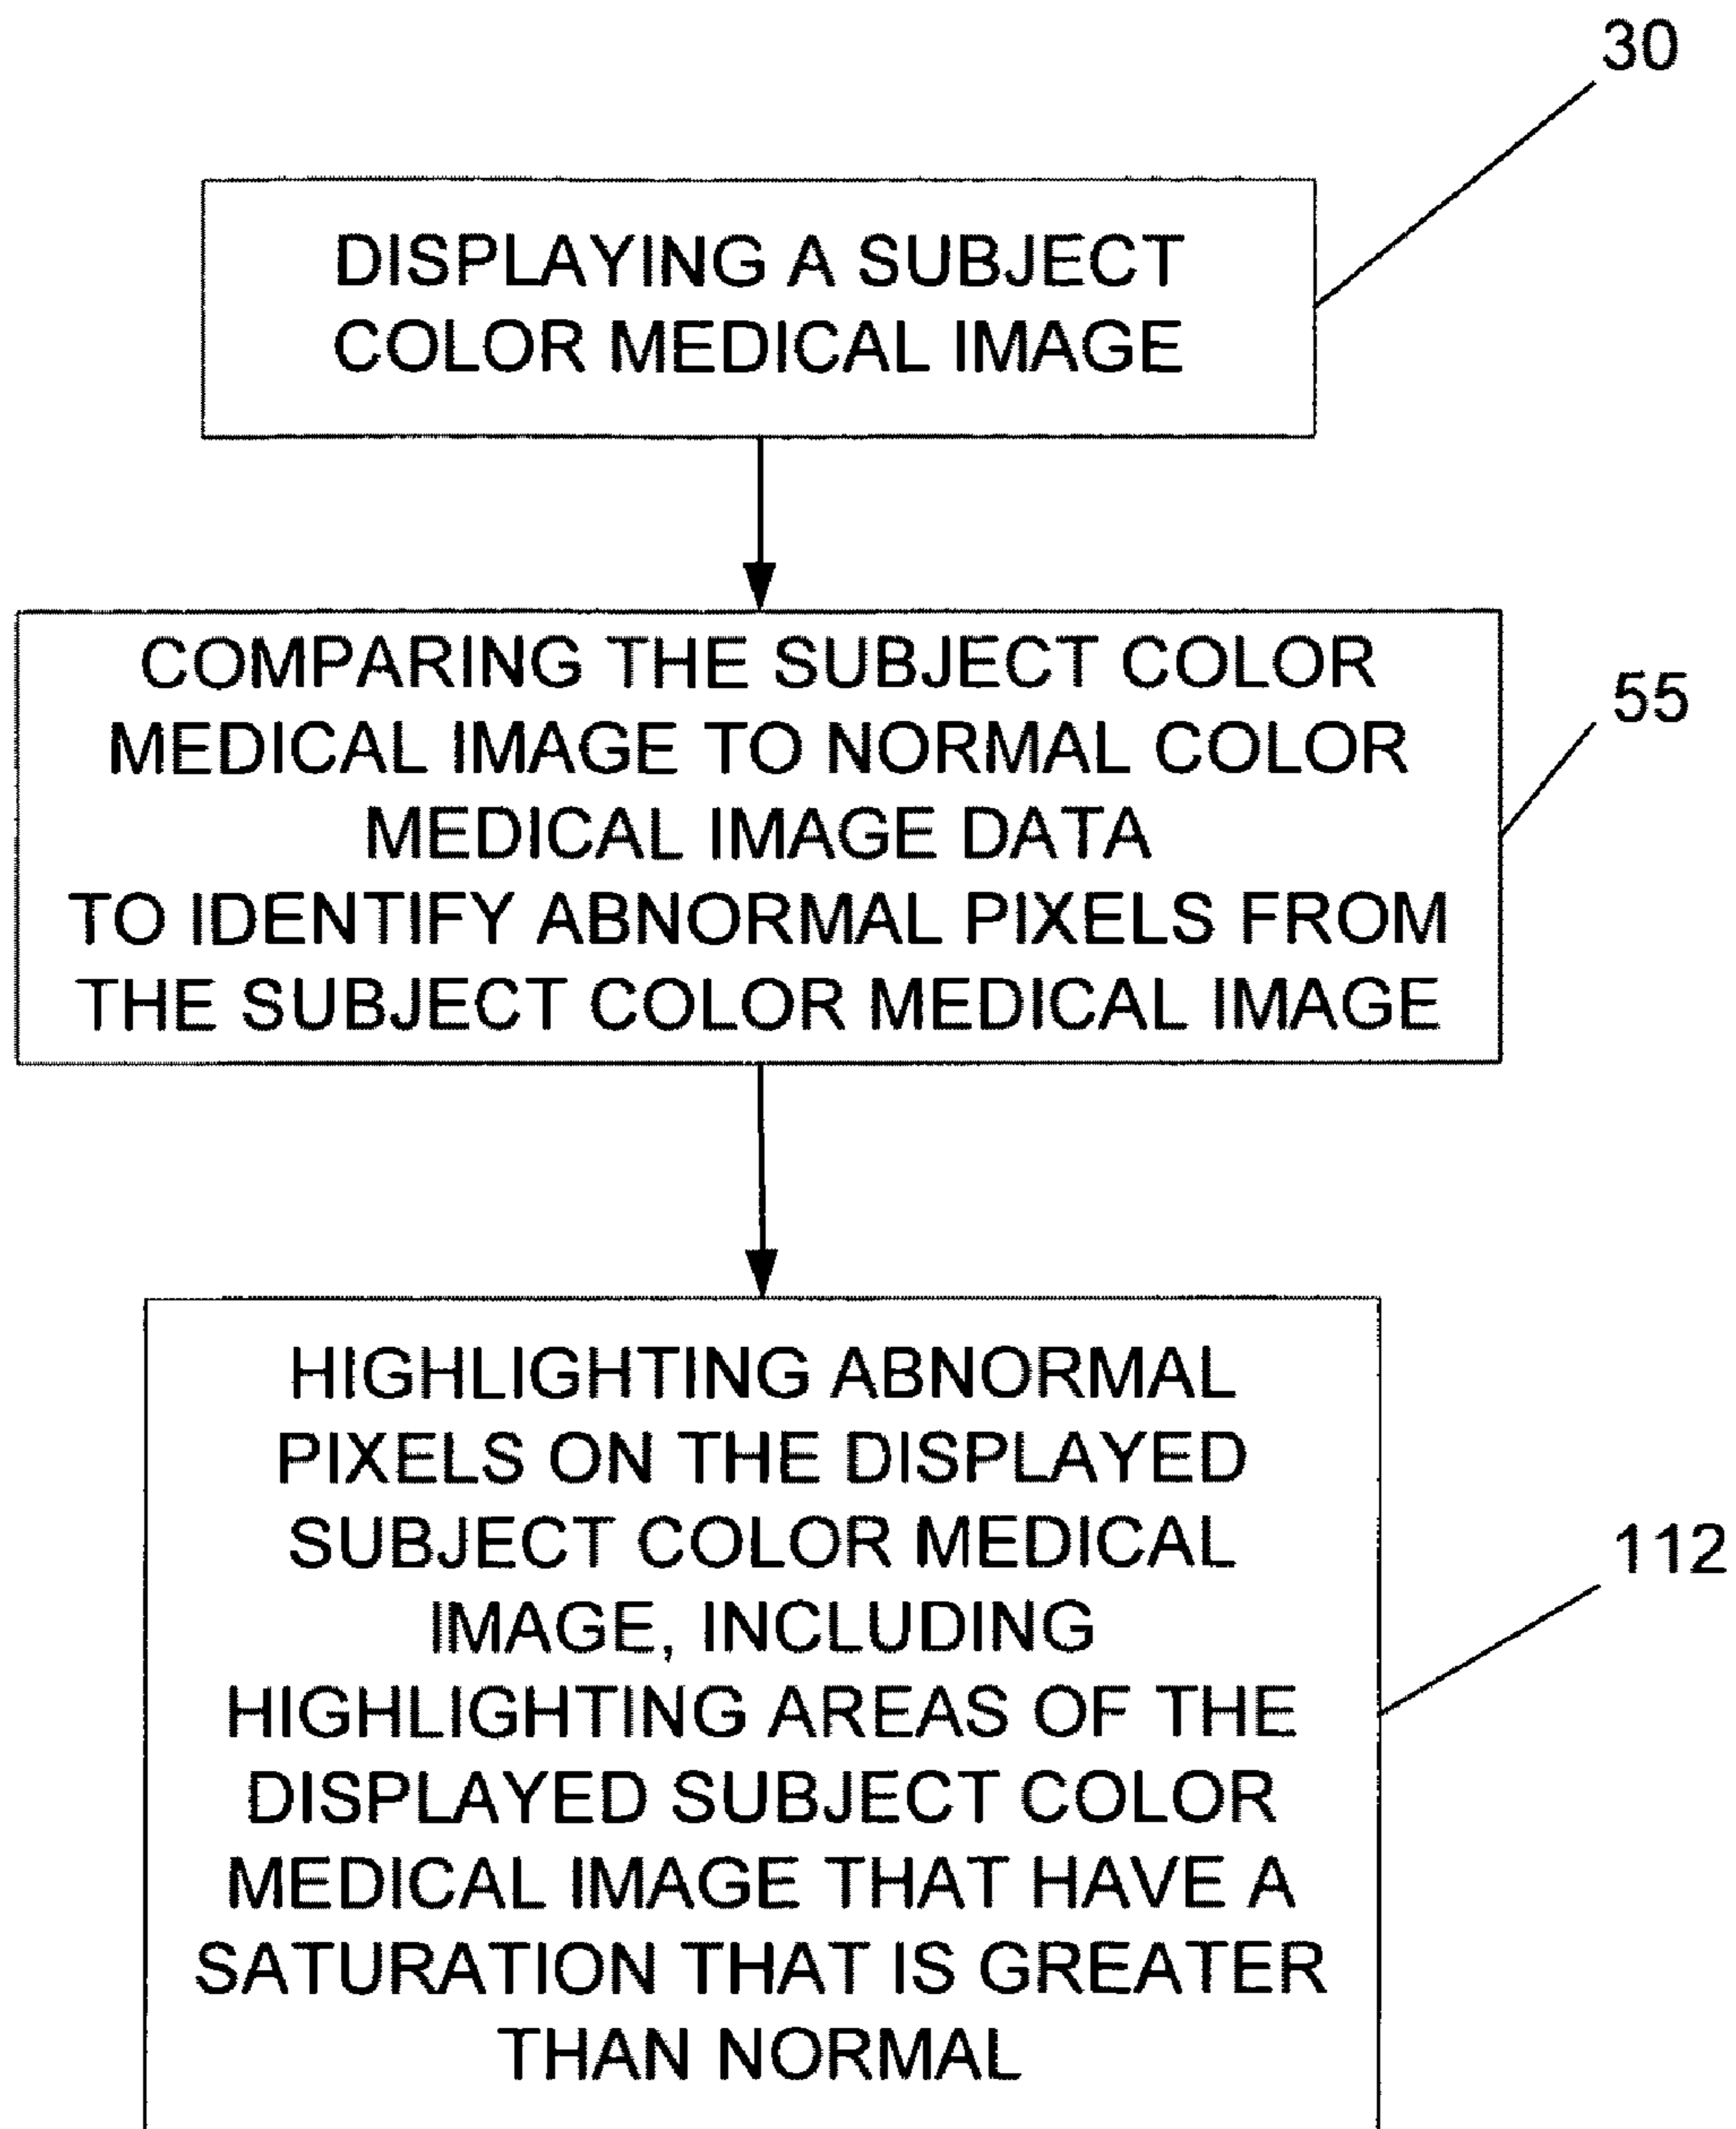 30
DISPLAYING A SUBJECT
COLOR MEDICAL IMAGE
COMPARING THE SUBJECT COLOR
MEDICAL IMAGE TO NORMAL COLOR
MEDICAL IMAGE DATA
TO IDENTIFY ABNORMAL PIXELS FROM
THE SUBJECT COLOR MEDICAL IMAGE
55
HIGHLIGHTING ABNORMAL
PIXELS ON THE DISPLAYED
SUBJECT COLOR MEDICAL
IMAGE, INCLUDING
HIGHLIGHTING AREAS OF THE
DISPLAYED SUBJECT COLOR
MEDICAL IMAGE THAT HAVE A
SATURATION THAT IS GREATER
THAN NORMAL
112